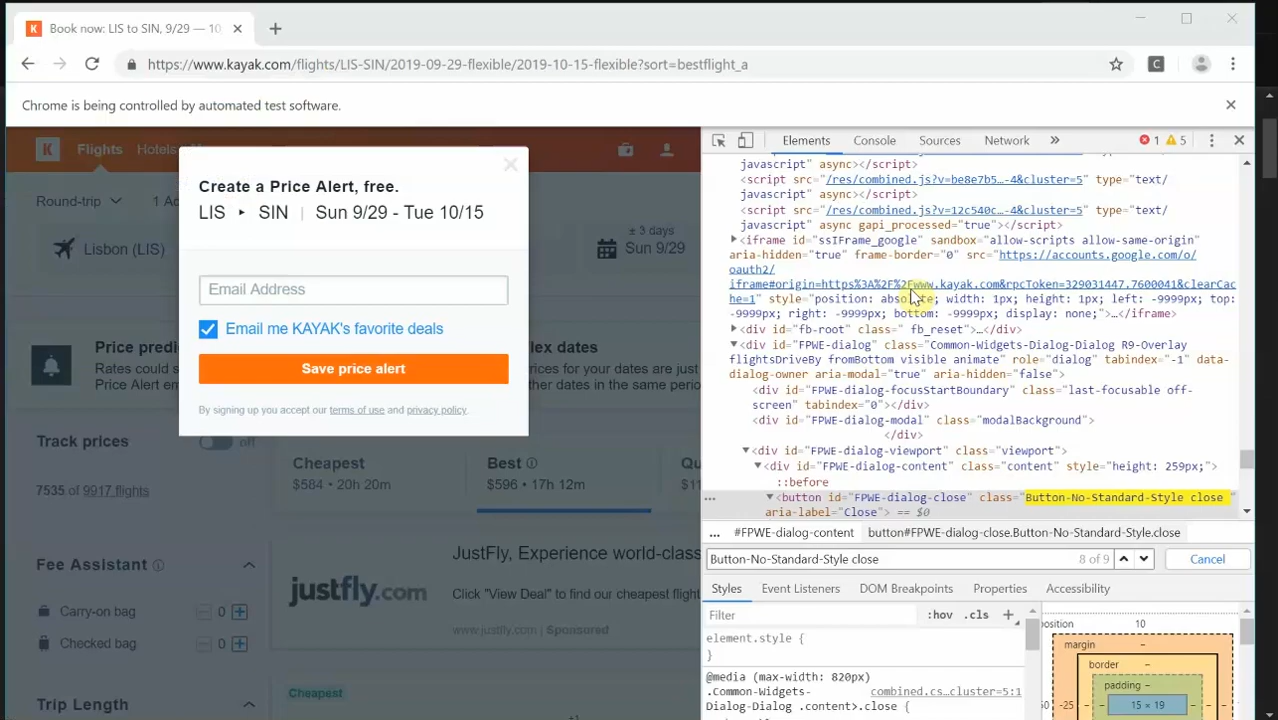 K Book now: LIS to SIN, 9/29 — 10
https://www.kayak.com/flights/LIS-SIN/2019-09-29-flexible/2019-10-15-flexible?sort=bestflight_a
C
Chrome is being controlled by automated test software.
K Flights Hotels
Round-trip 1
Lisbon (LIS)
± 3 days
Sun 9/29
Create a Price Alert, free.
LIS ▸ SIN | Sun 9/29 - Tue 10/15
Email Address
Email me KAYAK's favorite deals
Save price alert
By signing up you accept our terms of use and privacy policy.
Rates could s
Price Alert em
lex dates
ices for your dates are just
ther dates in the same perio
Track prices
off
7535 of 9917 flights
Cheapest
$584 • 20h 20m
Best
$596 • 17h 12m
Fee Assistant
Carry-on bag
0
Checked bag
0
Trip Length
justfly.com
JustFly, Experience world-class
Click "View Deal" to find our cheapest flight
www.justfly.com | Sponsored
Cheapest
Elements Console Sources Network » 1 5
javascript" async></script>
<script src="/res/combined.js?v=be8e7b5…-4&cluster=5" type="text/
javascript" async></script>
<script src="/res/combined.js?v=12c540c…-4&cluster=5" type="text/
javascript" async gapi_processed="true"></script>
<iframe id="ssIFrame_google" sandbox="allow-scripts allow-same-origin"
aria-hidden="true" frame-border="0" src="https://accounts.google.com/o/
oauth2/
iframe#origin=https%3A%2F%2Fwww.kayak.com&rpcToken=329031447.7600041&clearCac
he=1" style="position: absolute; width: 1px; height: 1px; left: -9999px; top:
-9999px; right: -9999px; bottom: -9999px; display: none;">…</iframe>
<div id="fb-root" class=" fb_reset">…</div>
<div id="FPWE-dialog" class="Common-Widgets-Dialog-Dialog R9-Overlay
flightsDriveBy fromBottom visible animate" role="dialog" tabindex="-1" data-
dialog-owner aria-modal="true" aria-hidden="false">
<div id="FPWE-dialog-focusStartBoundary" class="last-focusable off-
screen" tabindex="0"></div>
<div id="FPWE-dialog-modal" class="modalBackground">
</div>
<div id="FPWE-dialog-viewport" class="viewport">
<div id="FPWE-dialog-content" class="content" style="height: 259px;">
::before
… <button id="FPWE-dialog-close" class="Button-No-Standard-Style close "
aria-label="Close"> == $0
… #FPWE-dialog-content button#FPWE-dialog-close.Button-No-Standard-Style.close
Button-No-Standard-Style close 8 of 9 Cancel
Styles Event Listeners DOM Breakpoints Properties Accessibility
Filter :hov .cls +
element.style {
}
@media (max-width: 820px)
.Common-Widgets- combined.cs…cluster=5:1
Dialog-Dialog .content>.close {
position 10
margin –
border –
padding –
-25 15 × 19